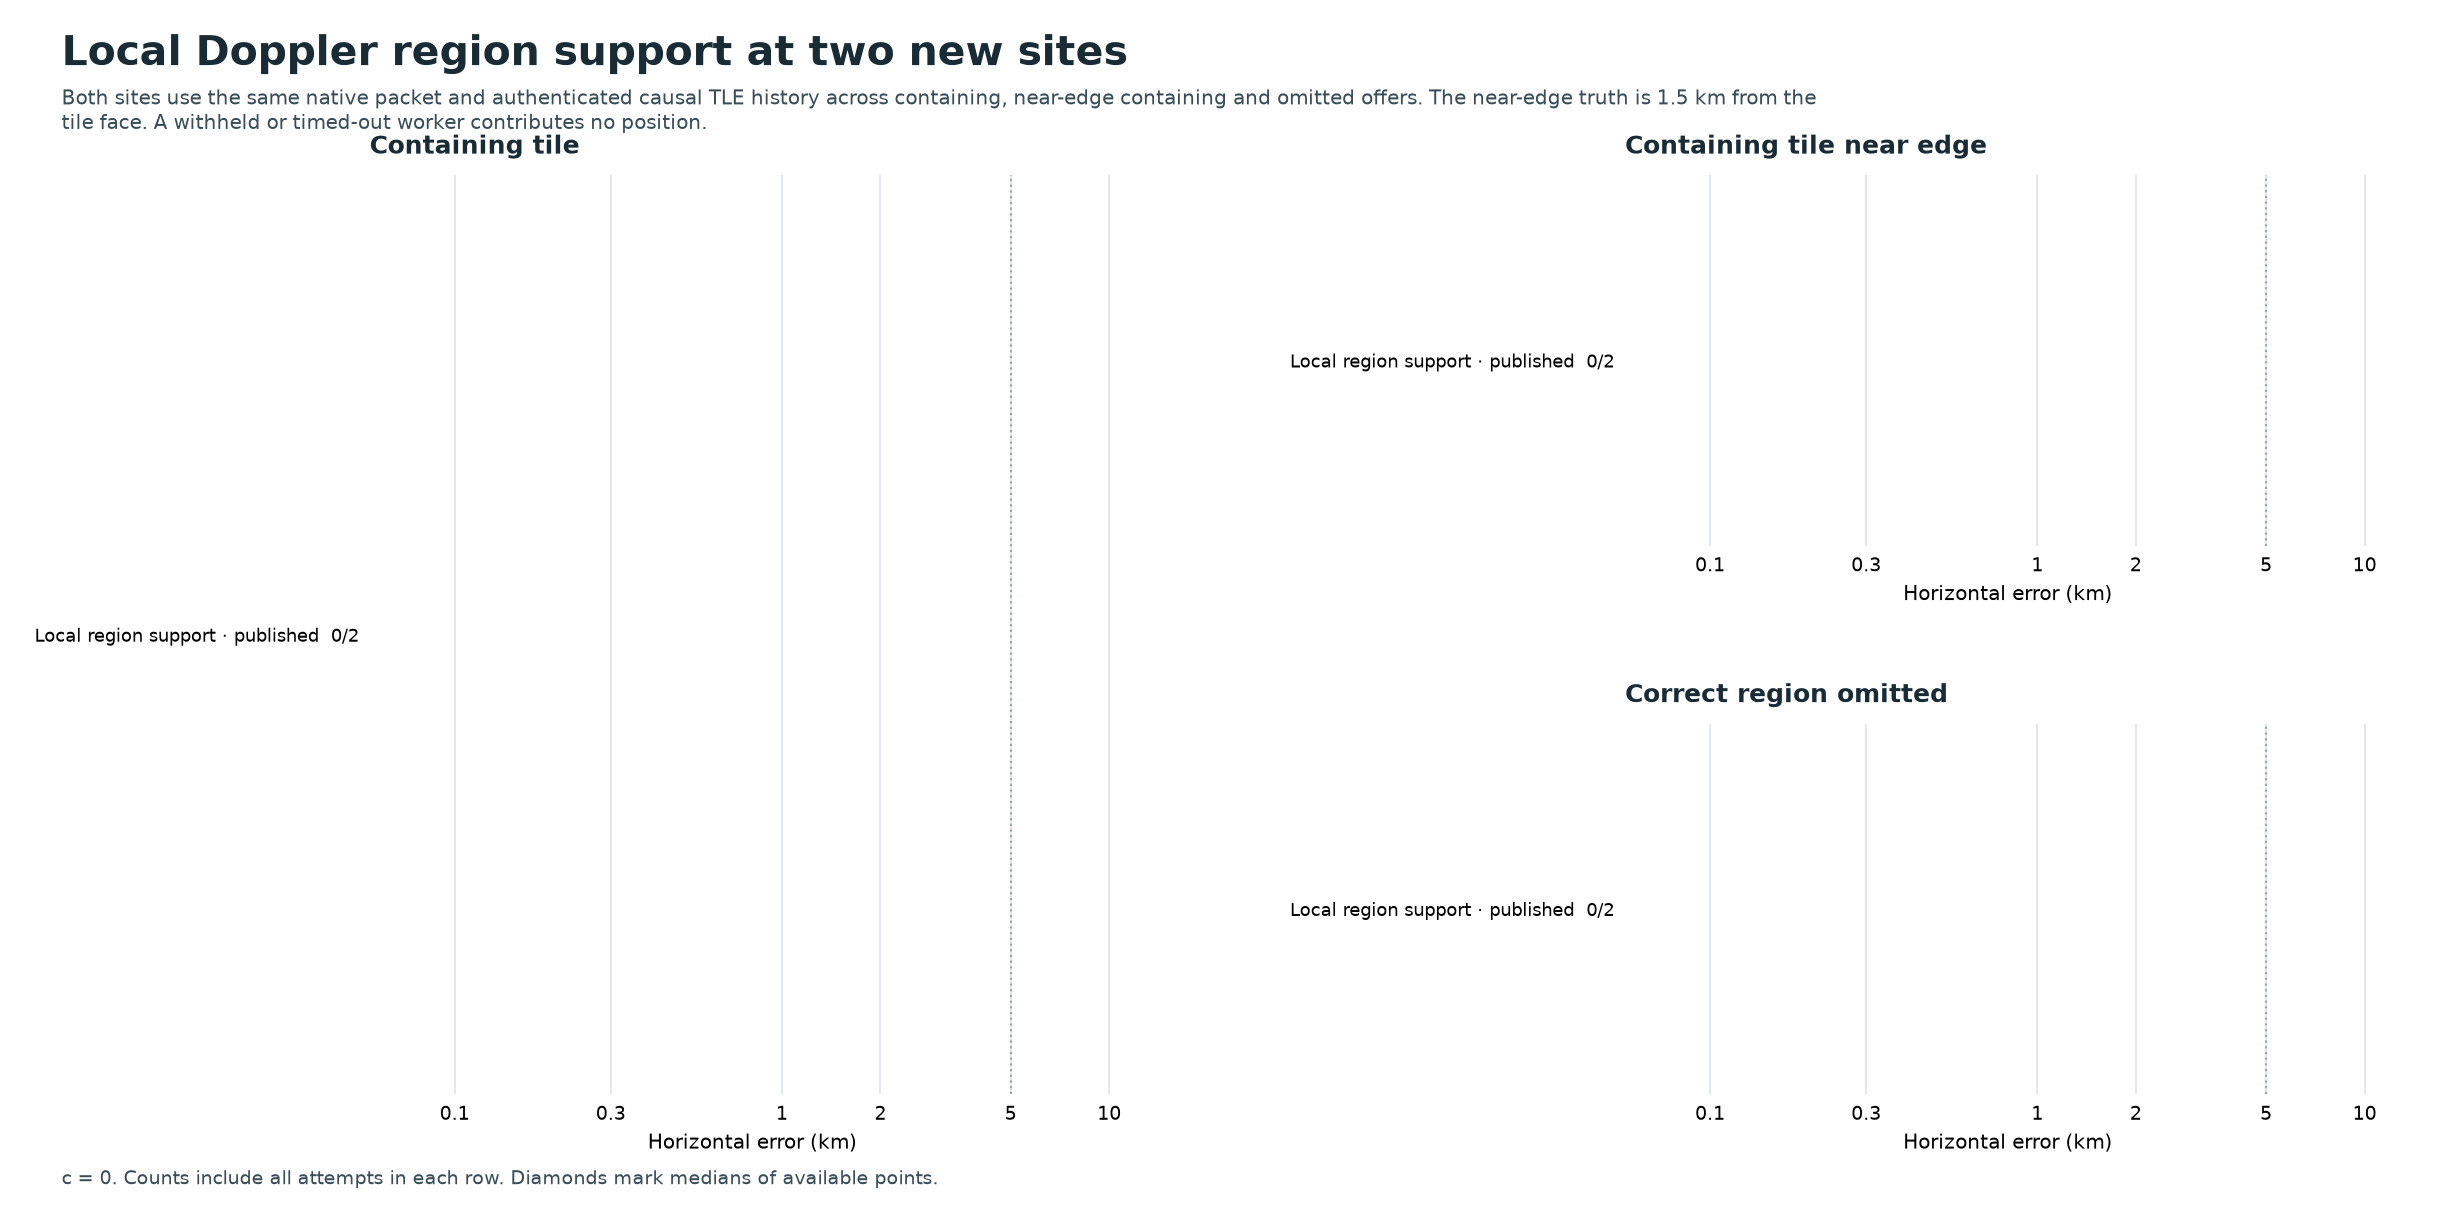 Local Doppler region support at two new sites
Both sites use the same native packet and authenticated causal TLE history across containing, near-edge containing and omitted offers. The near-edge truth is 1.5 km from the
tile face. A withheld or timed-out worker contributes no position.
Containing tile
Local region support · published 0/2
0.1 0.3 1 2 5 10
Horizontal error (km)
Containing tile near edge
Local region support · published 0/2
0.1 0.3 1 2 5 10
Horizontal error (km)
Correct region omitted
Local region support · published 0/2
0.1 0.3 1 2 5 10
Horizontal error (km)
c = 0. Counts include all attempts in each row. Diamonds mark medians of available points.